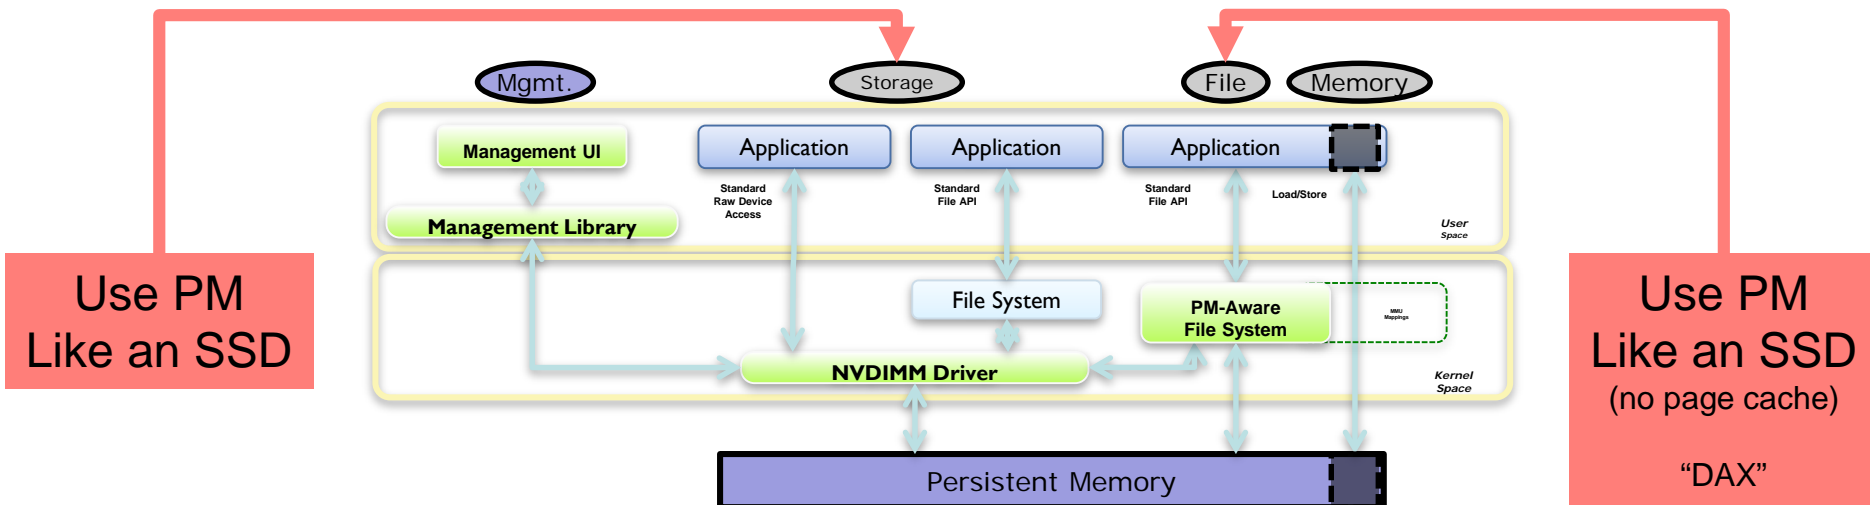 Mgmt.
Storage
File
Memory
Management UI
Application
Application
Application
Standard
Raw Device
Access
Standard
File API
Standard
File API
Load/Store
Management Library
User
Space
Use PM
Like an SSD
File System
PM-Aware
File System
MMU
Mappings
NVDIMM Driver
Kernel
Space
Use PM
Like an SSD
(no page cache)
“DAX”
Persistent Memory